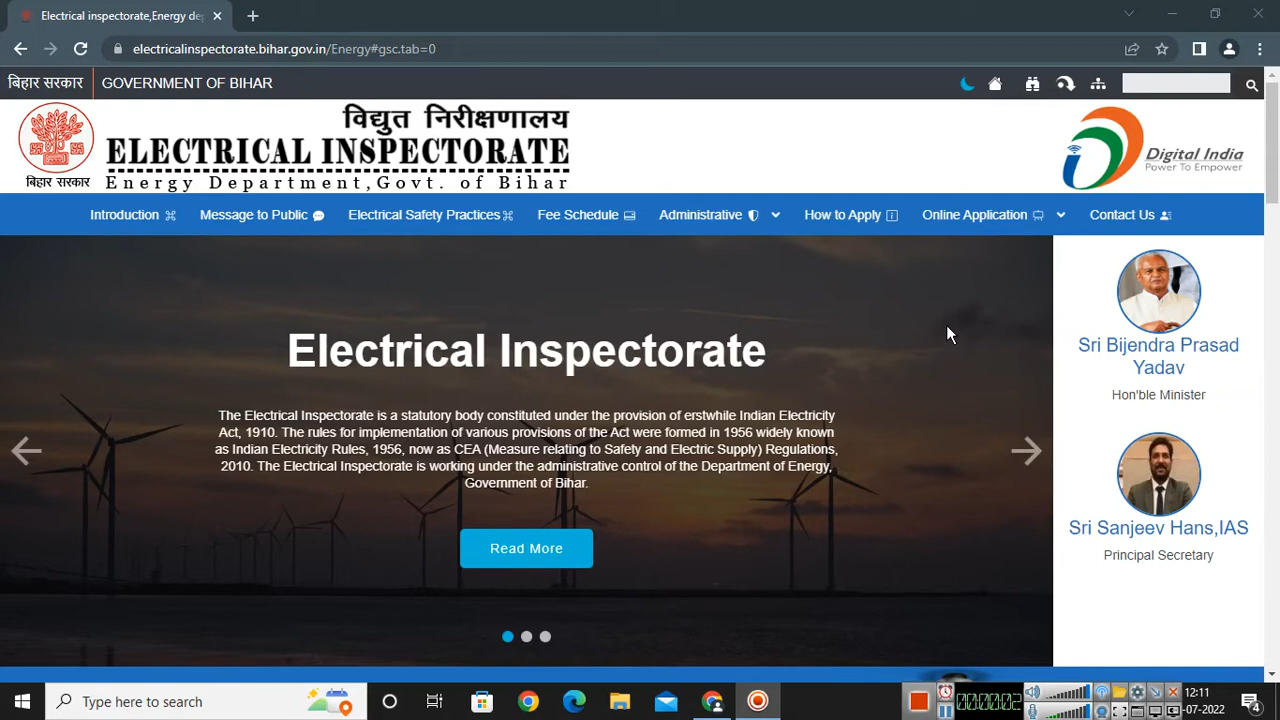 Electrical inspectorate,Energy de
electricalinspectorate.bihar.gov.in/Energy#gsc.tab=0
बिहार सरकार GOVERNMENT OF BIHAR
विद्युत निरीक्षणालय
ELECTRICAL INSPECTORATE
Energy Department,Govt. of Bihar
बिहार सरकार
Digital India
Power To Empower
Introduction Message to Public Electrical Safety Practices Fee Schedule Administrative How to Apply Online Application Contact Us
Electrical Inspectorate
The Electrical Inspectorate is a statutory body constituted under the provision of erstwhile Indian Electricity
Act, 1910. The rules for implementation of various provisions of the Act were formed in 1956 widely known
as Indian Electricity Rules, 1956, now as CEA (Measure relating to Safety and Electric Supply) Regulations,
2010. The Electrical Inspectorate is working under the administrative control of the Department of Energy,
Government of Bihar.
Read More
Sri Bijendra Prasad
Yadav
Hon'ble Minister
Sri Sanjeev Hans,IAS
Principal Secretary
Type here to search
00:00:02
12:11
-07-2022
4